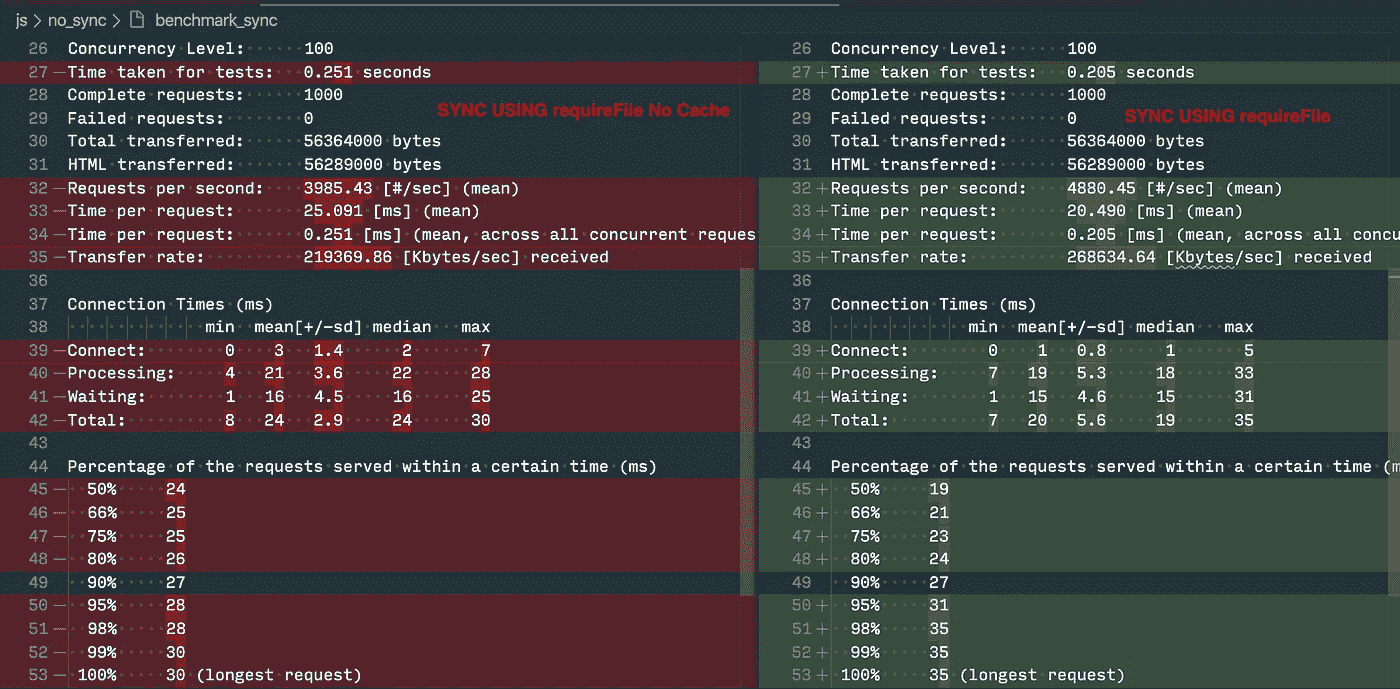 js > no_sync > benchmark_sync
26 Concurrency Level: 100
27 —Time taken for tests: 0.251 seconds
28 Complete requests: 1000
SYNC USING requireFile No Cache
29 Failed requests: 0
30 Total transferred: 56364000 bytes
31 HTML transferred: 56289000 bytes
32 —Requests per second: 3985.43 [#/sec] (mean)
33 —Time per request: 25.091 [ms] (mean)
34 —Time per request: 0.251 [ms] (mean, across all concurrent reques
35 —Transfer rate: 219369.86 [Kbytes/sec] received
36
37 Connection Times (ms)
38 min mean[+/-sd] median max
39 —Connect: 0 3 1.4 2 7
40 —Processing: 4 21 3.6 22 28
41 —Waiting: 1 16 4.5 16 25
42 —Total: 8 24 2.9 24 30
43
44 Percentage of the requests served within a certain time (ms)
45 — 50% 24
46 — 66% 25
47 — 75% 25
48 — 80% 26
49 90% 27
50 — 95% 28
51 — 98% 28
52 — 99% 30
53 — 100% 30 (longest request)
26 Concurrency Level: 100
27 +Time taken for tests: 0.205 seconds
28 Complete requests: 1000
SYNC USING requireFile
29 Failed requests: 0
30 Total transferred: 56364000 bytes
31 HTML transferred: 56289000 bytes
32 +Requests per second: 4880.45 [#/sec] (mean)
33 +Time per request: 20.490 [ms] (mean)
34 +Time per request: 0.205 [ms] (mean, across all concu
35 +Transfer rate: 268634.64 [Kbytes/sec] received
36
37 Connection Times (ms)
38 min mean[+/-sd] median max
39 +Connect: 0 1 0.8 1 5
40 +Processing: 7 19 5.3 18 33
41 +Waiting: 1 15 4.6 15 31
42 +Total: 7 20 5.6 19 35
43
44 Percentage of the requests served within a certain time (m
45 + 50% 19
46 + 66% 21
47 + 75% 23
48 + 80% 24
49 90% 27
50 + 95% 31
51 + 98% 35
52 + 99% 35
53 + 100% 35 (longest request)